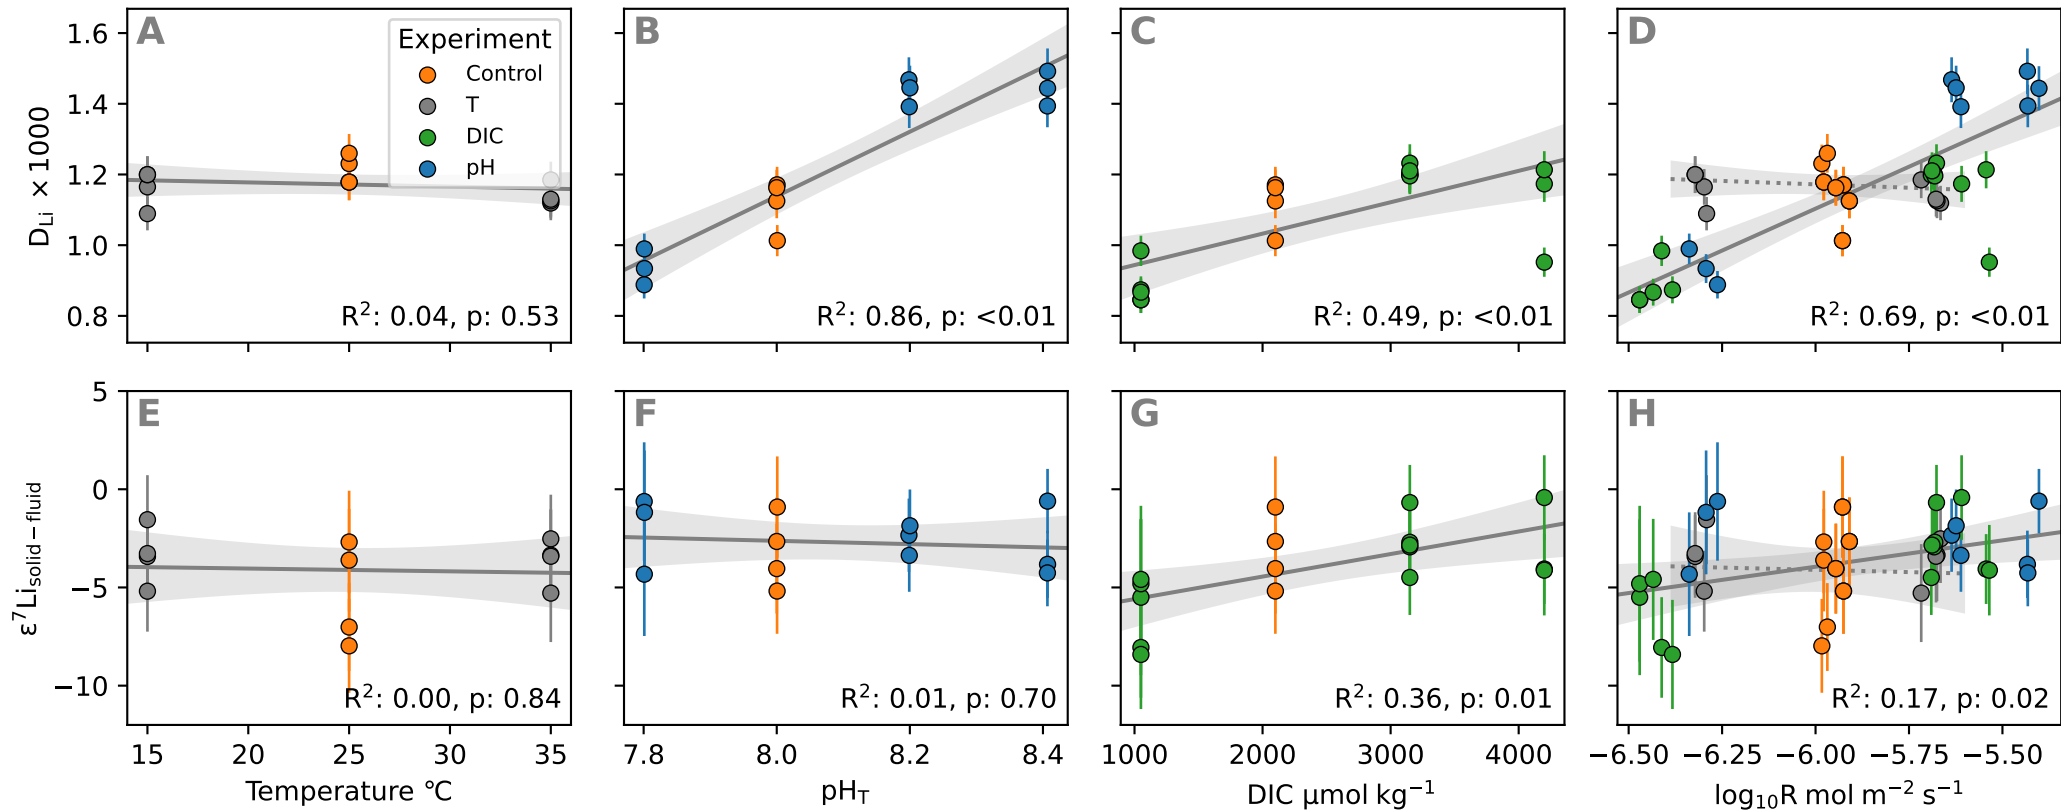 A
Experiment
Control
T
DIC
pH
R²: 0.04, p: 0.53
B
R²: 0.86, p: <0.01
C
R²: 0.49, p: <0.01
D
R²: 0.69, p: <0.01
1.6
1.4
1.2
1.0
0.8
D_Li × 1000
E
R²: 0.00, p: 0.84
F
R²: 0.01, p: 0.70
G
R²: 0.36, p: 0.01
H
R²: 0.17, p: 0.02
5
0
−5
−10
ε⁷Li_solid−fluid
15 20 25 30 35
Temperature °C
7.8 8.0 8.2 8.4
pH_T
1000 2000 3000 4000
DIC μmol kg⁻¹
−6.50 −6.25 −6.00 −5.75 −5.50
log₁₀R mol m⁻² s⁻¹